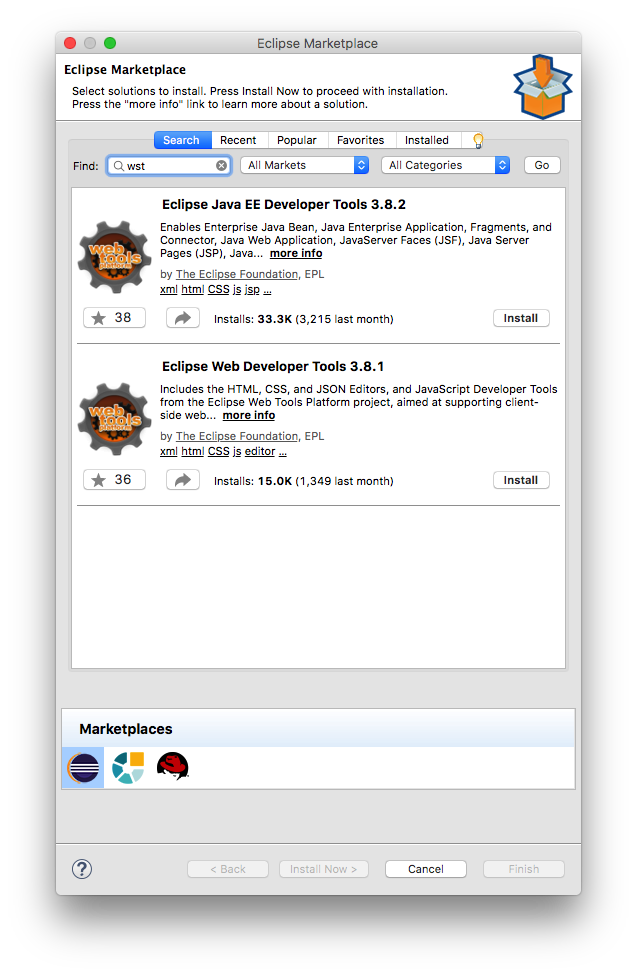 Eclipse Marketplace
Eclipse Marketplace
Select solutions to install. Press Install Now to proceed with installation.
Press the "more info" link to learn more about a solution.
Search Recent Popular Favorites Installed
Find: wst All Markets All Categories Go
Eclipse Java EE Developer Tools 3.8.2
Enables Enterprise Java Bean, Java Enterprise Application, Fragments, and
Connector, Java Web Application, JavaServer Faces (JSF), Java Server
Pages (JSP), Java... more info
web tools platform
by The Eclipse Foundation, EPL
xml html CSS js jsp ...
38 Installs: 33.3K (3,215 last month) Install
Eclipse Web Developer Tools 3.8.1
Includes the HTML, CSS, and JSON Editors, and JavaScript Developer Tools
from the Eclipse Web Tools Platform project, aimed at supporting client-
side web... more info
web tools platform
by The Eclipse Foundation, EPL
xml html CSS js editor ...
36 Installs: 15.0K (1,349 last month) Install
Marketplaces
? < Back Install Now > Cancel Finish